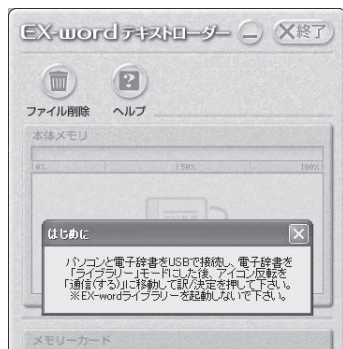 EX-word テキストローダー
×終了
ファイル削除
ヘルプ
本体メモリ
0%
50%
100%
はじめに
パソコンと電子辞書をUSBで接続し、電子辞書を
「ライブラリー」モードにした後、アイコン反転を
「通信(する)」に移動して訳/決定を押して下さい。
※EX-wordライブラリーを起動しないで下さい。
メモリーカード